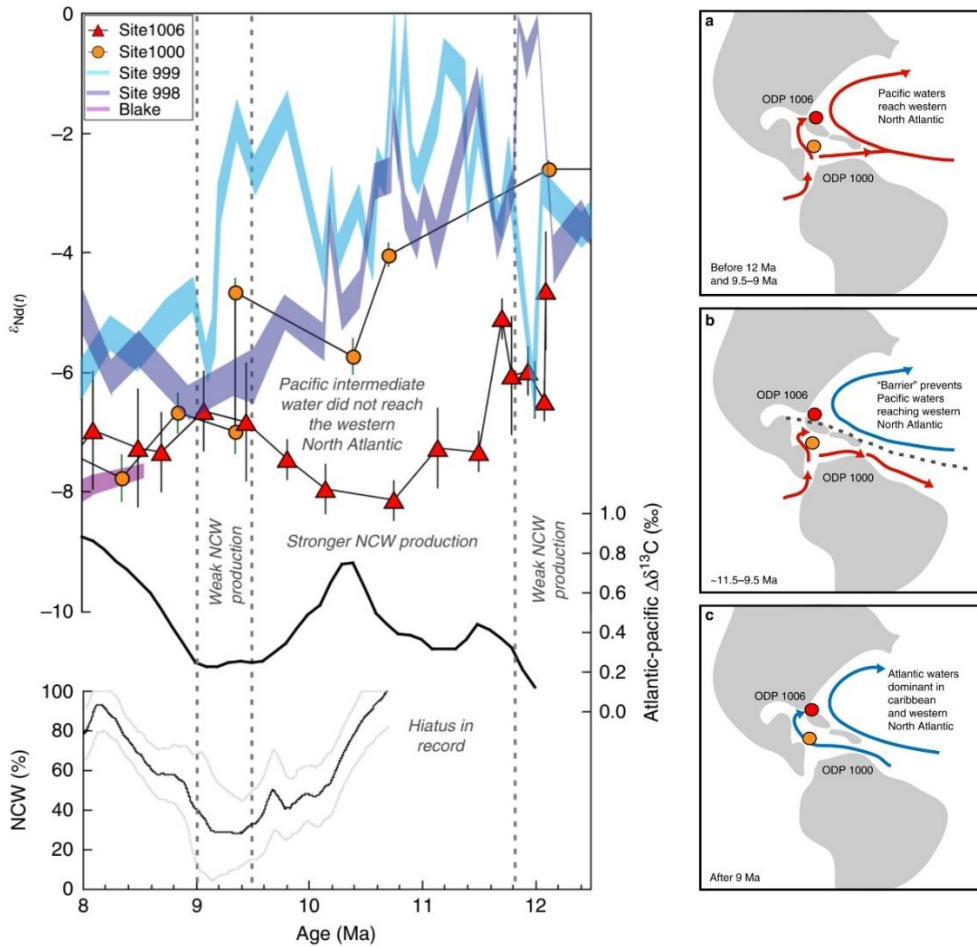 0
−2
−4
−6
−8
−10
εNd(t)
Site1006
Site1000
Site 999
Site 998
Blake
Pacific intermediate
water did not reach
the western
North Atlantic
Weak NCW
production
Stronger NCW production
Weak NCW
production
1.0
0.8
0.6
0.4
0.2
0.0
Atlantic-pacific Δδ13C (‰)
100
80
60
40
20
0
NCW (%)
Hiatus in
record
8
9
10
11
12
Age (Ma)
a
ODP 1006
Pacific waters
reach western
North Atlantic
ODP 1000
Before 12 Ma
and 9.5–9 Ma
b
ODP 1006
“Barrier” prevents
Pacific waters
reaching western
North Atlantic
ODP 1000
~11.5–9.5 Ma
c
ODP 1006
Atlantic waters
dominant in
caribbean
and western
North Atlantic
ODP 1000
After 9 Ma